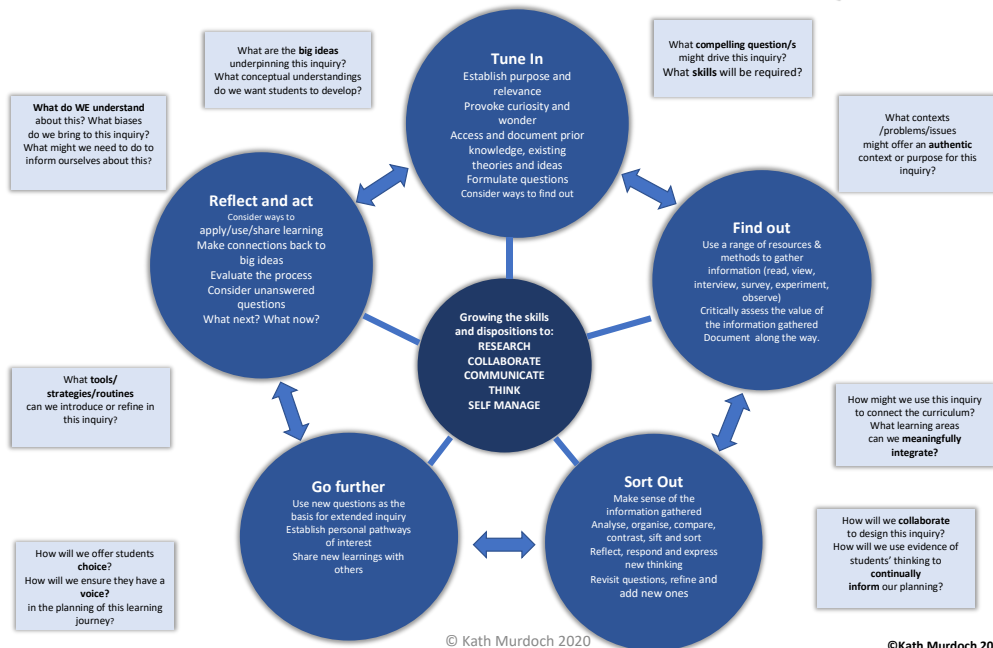 What are the big ideas
underpinning this inquiry?
What conceptual understandings
do we want students to develop?
Tune In
Establish purpose and
relevance
Provoke curiosity and
wonder
Access and document prior
knowledge, existing
theories and ideas
Formulate questions
Consider ways to find out
What compelling question/s
might drive this inquiry?
What skills will be required?
What do WE understand
about this? What biases
do we bring to this inquiry?
What might we need to do to
inform ourselves about this?
What contexts
/problems/issues
might offer an authentic
context or purpose for this
inquiry?
Reflect and act
Consider ways to
apply/use/share learning
Make connections back to
big ideas
Evaluate the process
Consider unanswered
questions
What next? What now?
Find out
Use a range of resources &
methods to gather
information (read, view,
interview, survey, experiment,
observe)
Critically assess the value of
the information gathered
Document along the way.
Growing the skills
and dispositions to:
RESEARCH
COLLABORATE
COMMUNICATE
THINK
SELF MANAGE
What tools/
strategies/routines
can we introduce or refine in
this inquiry?
How might we use this inquiry
to connect the curriculum?
What learning areas
can we meaningfully
integrate?
Go further
Use new questions as the
basis for extended inquiry
Establish personal pathways
of interest
Share new learnings with
others
Sort Out
Make sense of the
information gathered
Analyse, organise, compare,
contrast, sift and sort
Reflect, respond and express
new thinking
Revisit questions, refine and
add new ones
How will we offer students
choice?
How will we ensure they have a
voice?
in the planning of this learning
journey?
How will we collaborate
to design this inquiry?
How will we use evidence of
students' thinking to
continually
inform our planning?
© Kath Murdoch 2020
©Kath Murdoch 20